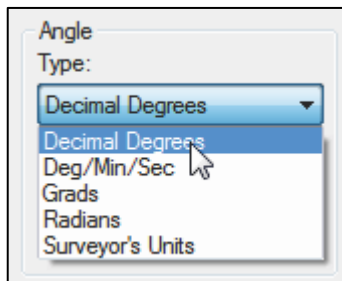 Angle
Type:
Decimal Degrees
Decimal Degrees
Deg/Min/Sec
Grads
Radians
Surveyor's Units